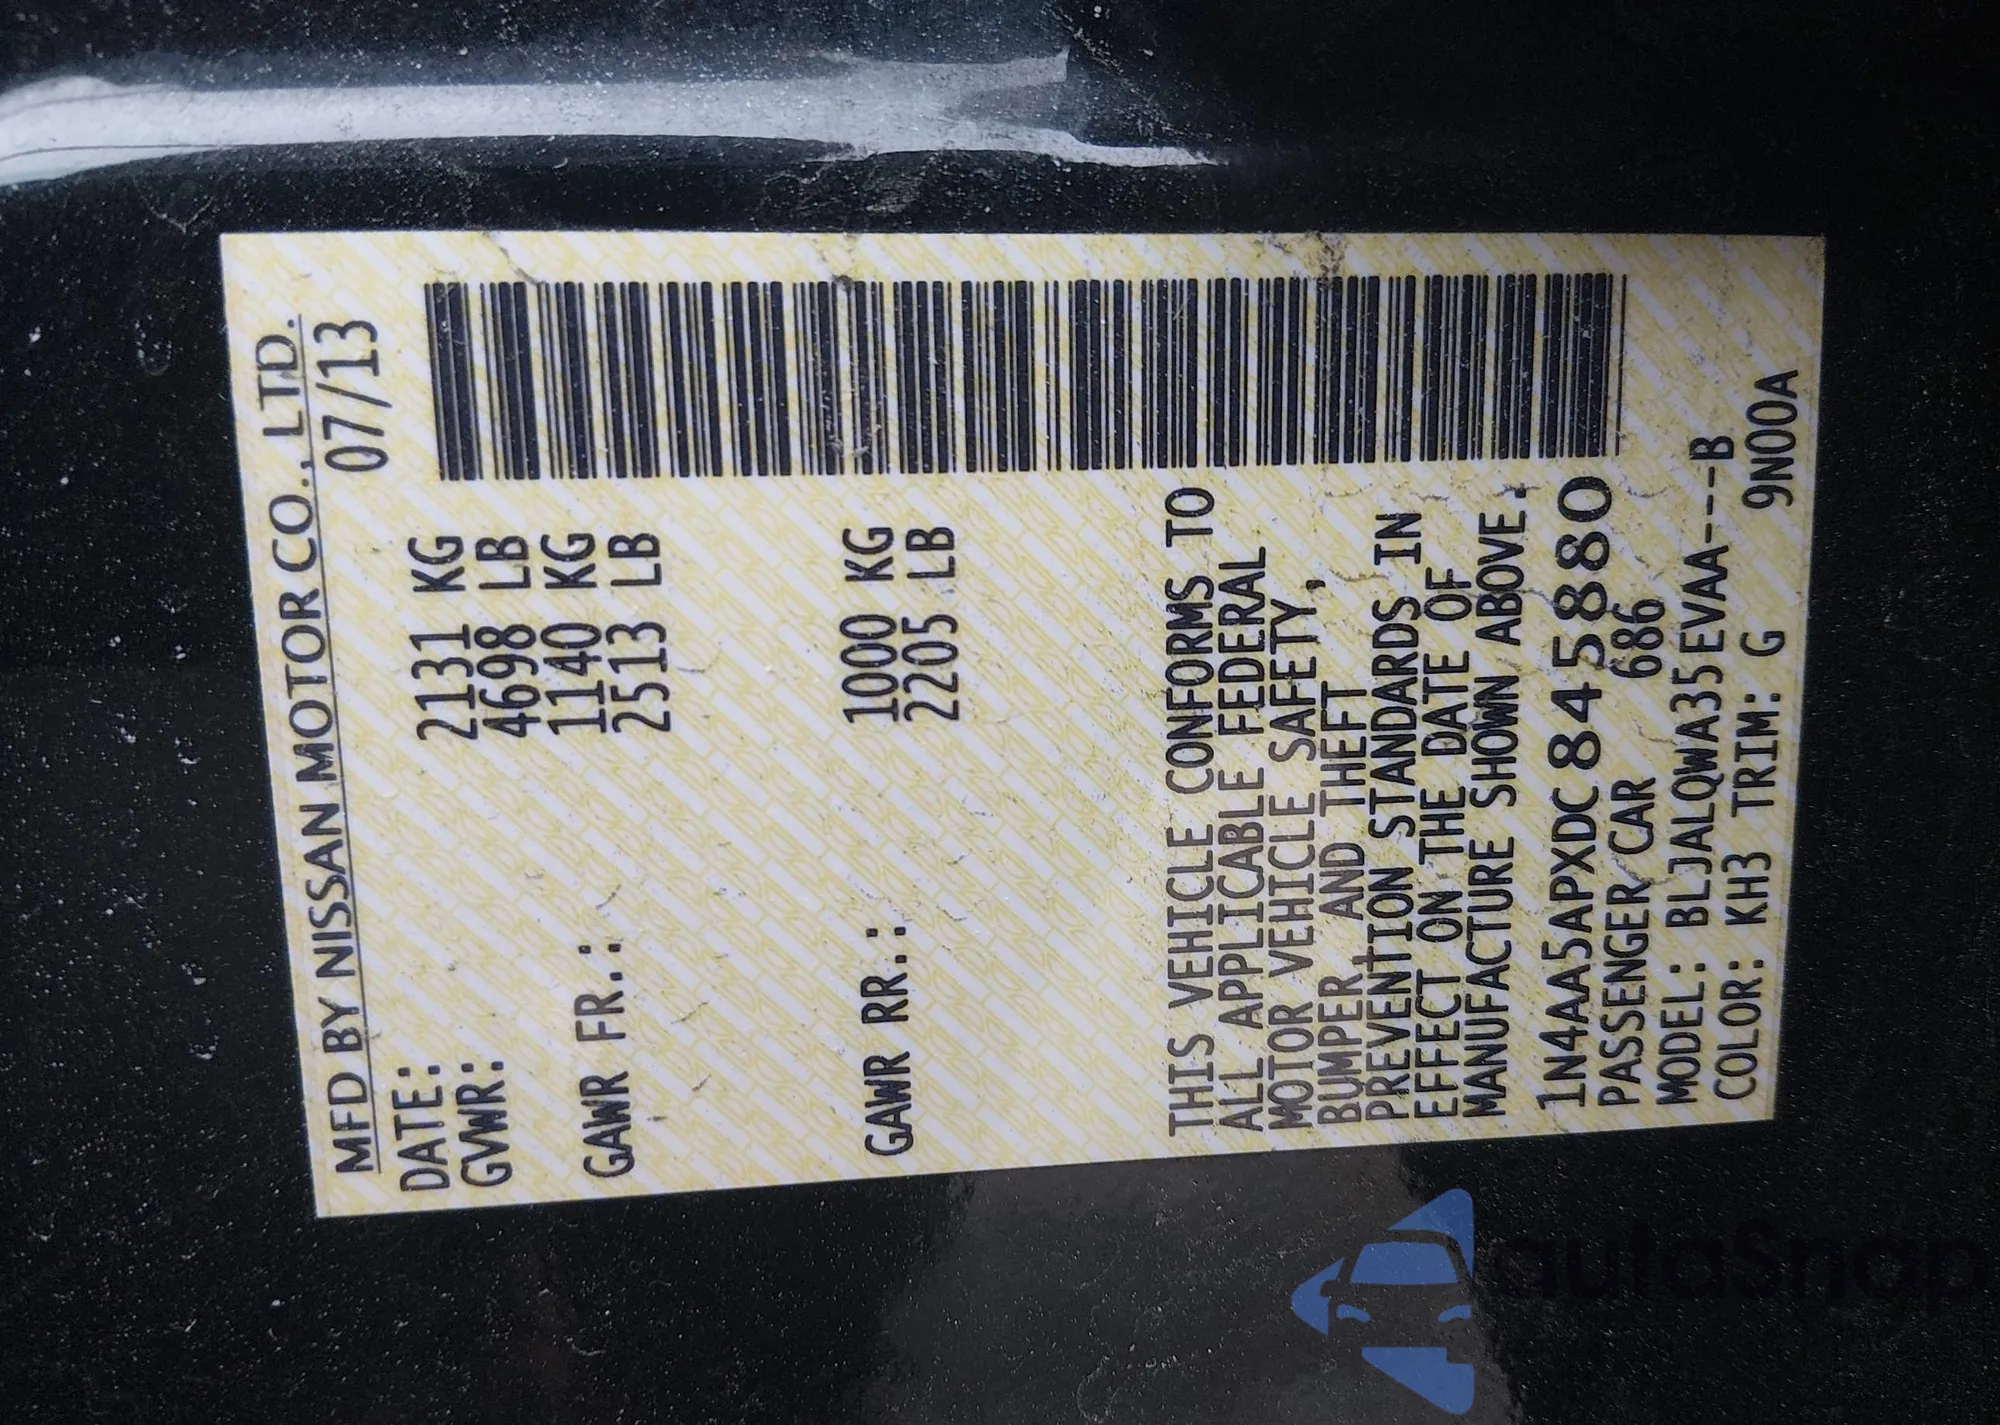 MFD BY NISSAN MOTOR CO., LTD.
DATE: 07/13
GVWR: 2131 KG
4698 LB
GAWR FR.: 1140 KG
2513 LB
GAWR RR.: 1000 KG
2205 LB
THIS VEHICLE CONFORMS TO
ALL APPLICABLE FEDERAL
MOTOR VEHICLE SAFETY,
BUMPER, AND THEFT
PREVENTION STANDARDS IN
EFFECT ON THE DATE OF
MANUFACTURE SHOWN ABOVE.
1N4AA5APXDC845880
PASSENGER CAR 686
MODEL: BLJALQWA35EVAA---B
COLOR: KH3 TRIM: G 9N00A
autoSnap